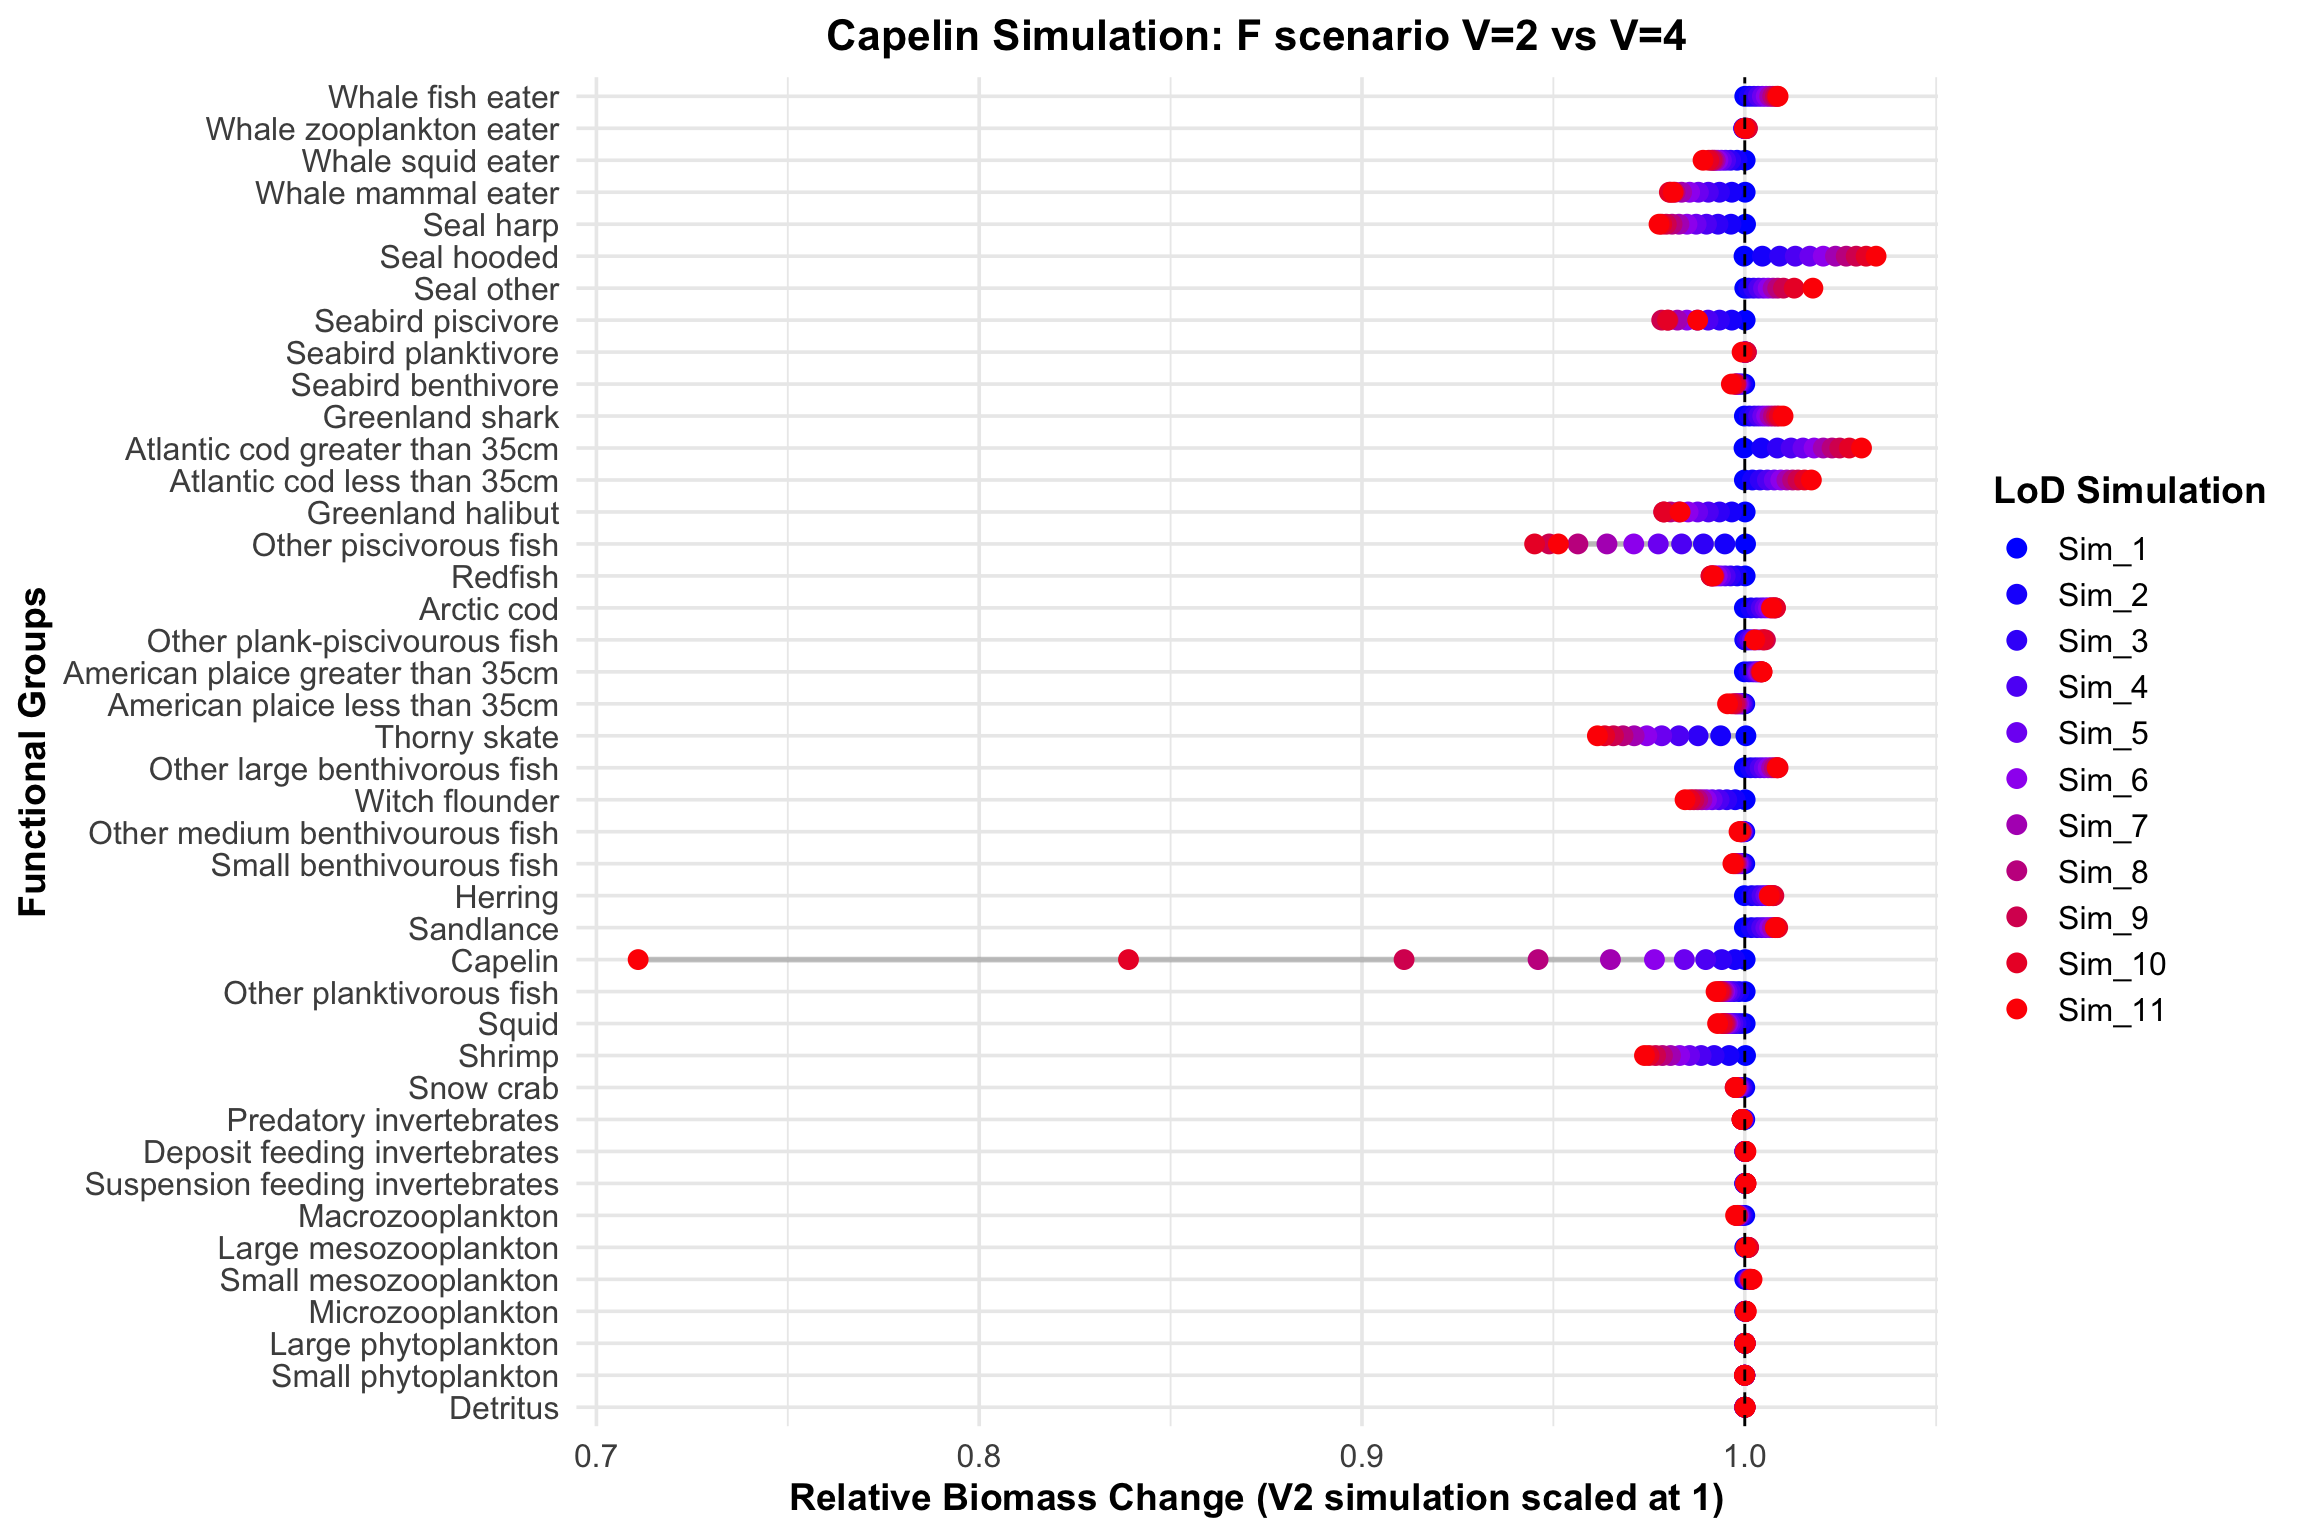 Capelin Simulation: F scenario V=2 vs V=4
Functional Groups
Whale fish eater
Whale zooplankton eater
Whale squid eater
Whale mammal eater
Seal harp
Seal hooded
Seal other
Seabird piscivore
Seabird planktivore
Seabird benthivore
Greenland shark
Atlantic cod greater than 35cm
Atlantic cod less than 35cm
Greenland halibut
Other piscivorous fish
Redfish
Arctic cod
Other plank-piscivourous fish
American plaice greater than 35cm
American plaice less than 35cm
Thorny skate
Other large benthivorous fish
Witch flounder
Other medium benthivourous fish
Small benthivourous fish
Herring
Sandlance
Capelin
Other planktivorous fish
Squid
Shrimp
Snow crab
Predatory invertebrates
Deposit feeding invertebrates
Suspension feeding invertebrates
Macrozooplankton
Large mesozooplankton
Small mesozooplankton
Microzooplankton
Large phytoplankton
Small phytoplankton
Detritus
0.7 0.8 0.9 1.0
Relative Biomass Change (V2 simulation scaled at 1)
LoD Simulation
Sim_1
Sim_2
Sim_3
Sim_4
Sim_5
Sim_6
Sim_7
Sim_8
Sim_9
Sim_10
Sim_11